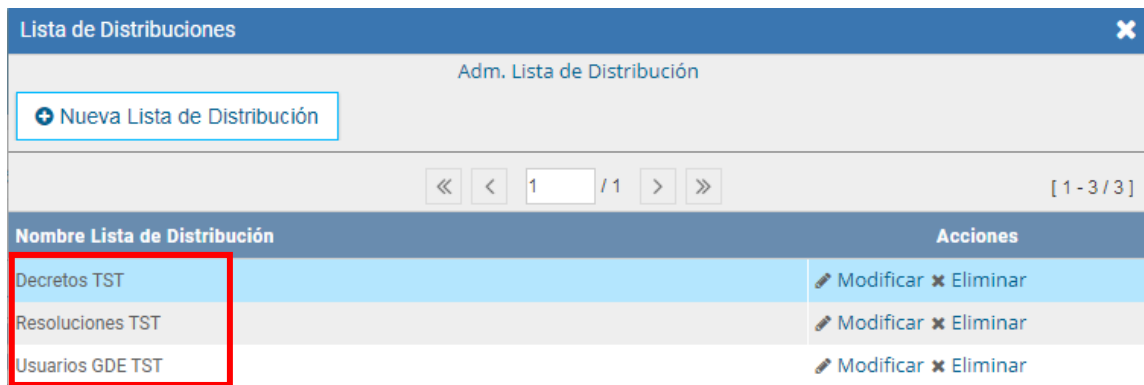 Lista de Distribuciones
Adm. Lista de Distribución
Nueva Lista de Distribución
1 / 1 [ 1 - 3 / 3 ]
Nombre Lista de Distribución Acciones
Decretos TST Modificar Eliminar
Resoluciones TST Modificar Eliminar
Usuarios GDE TST Modificar Eliminar